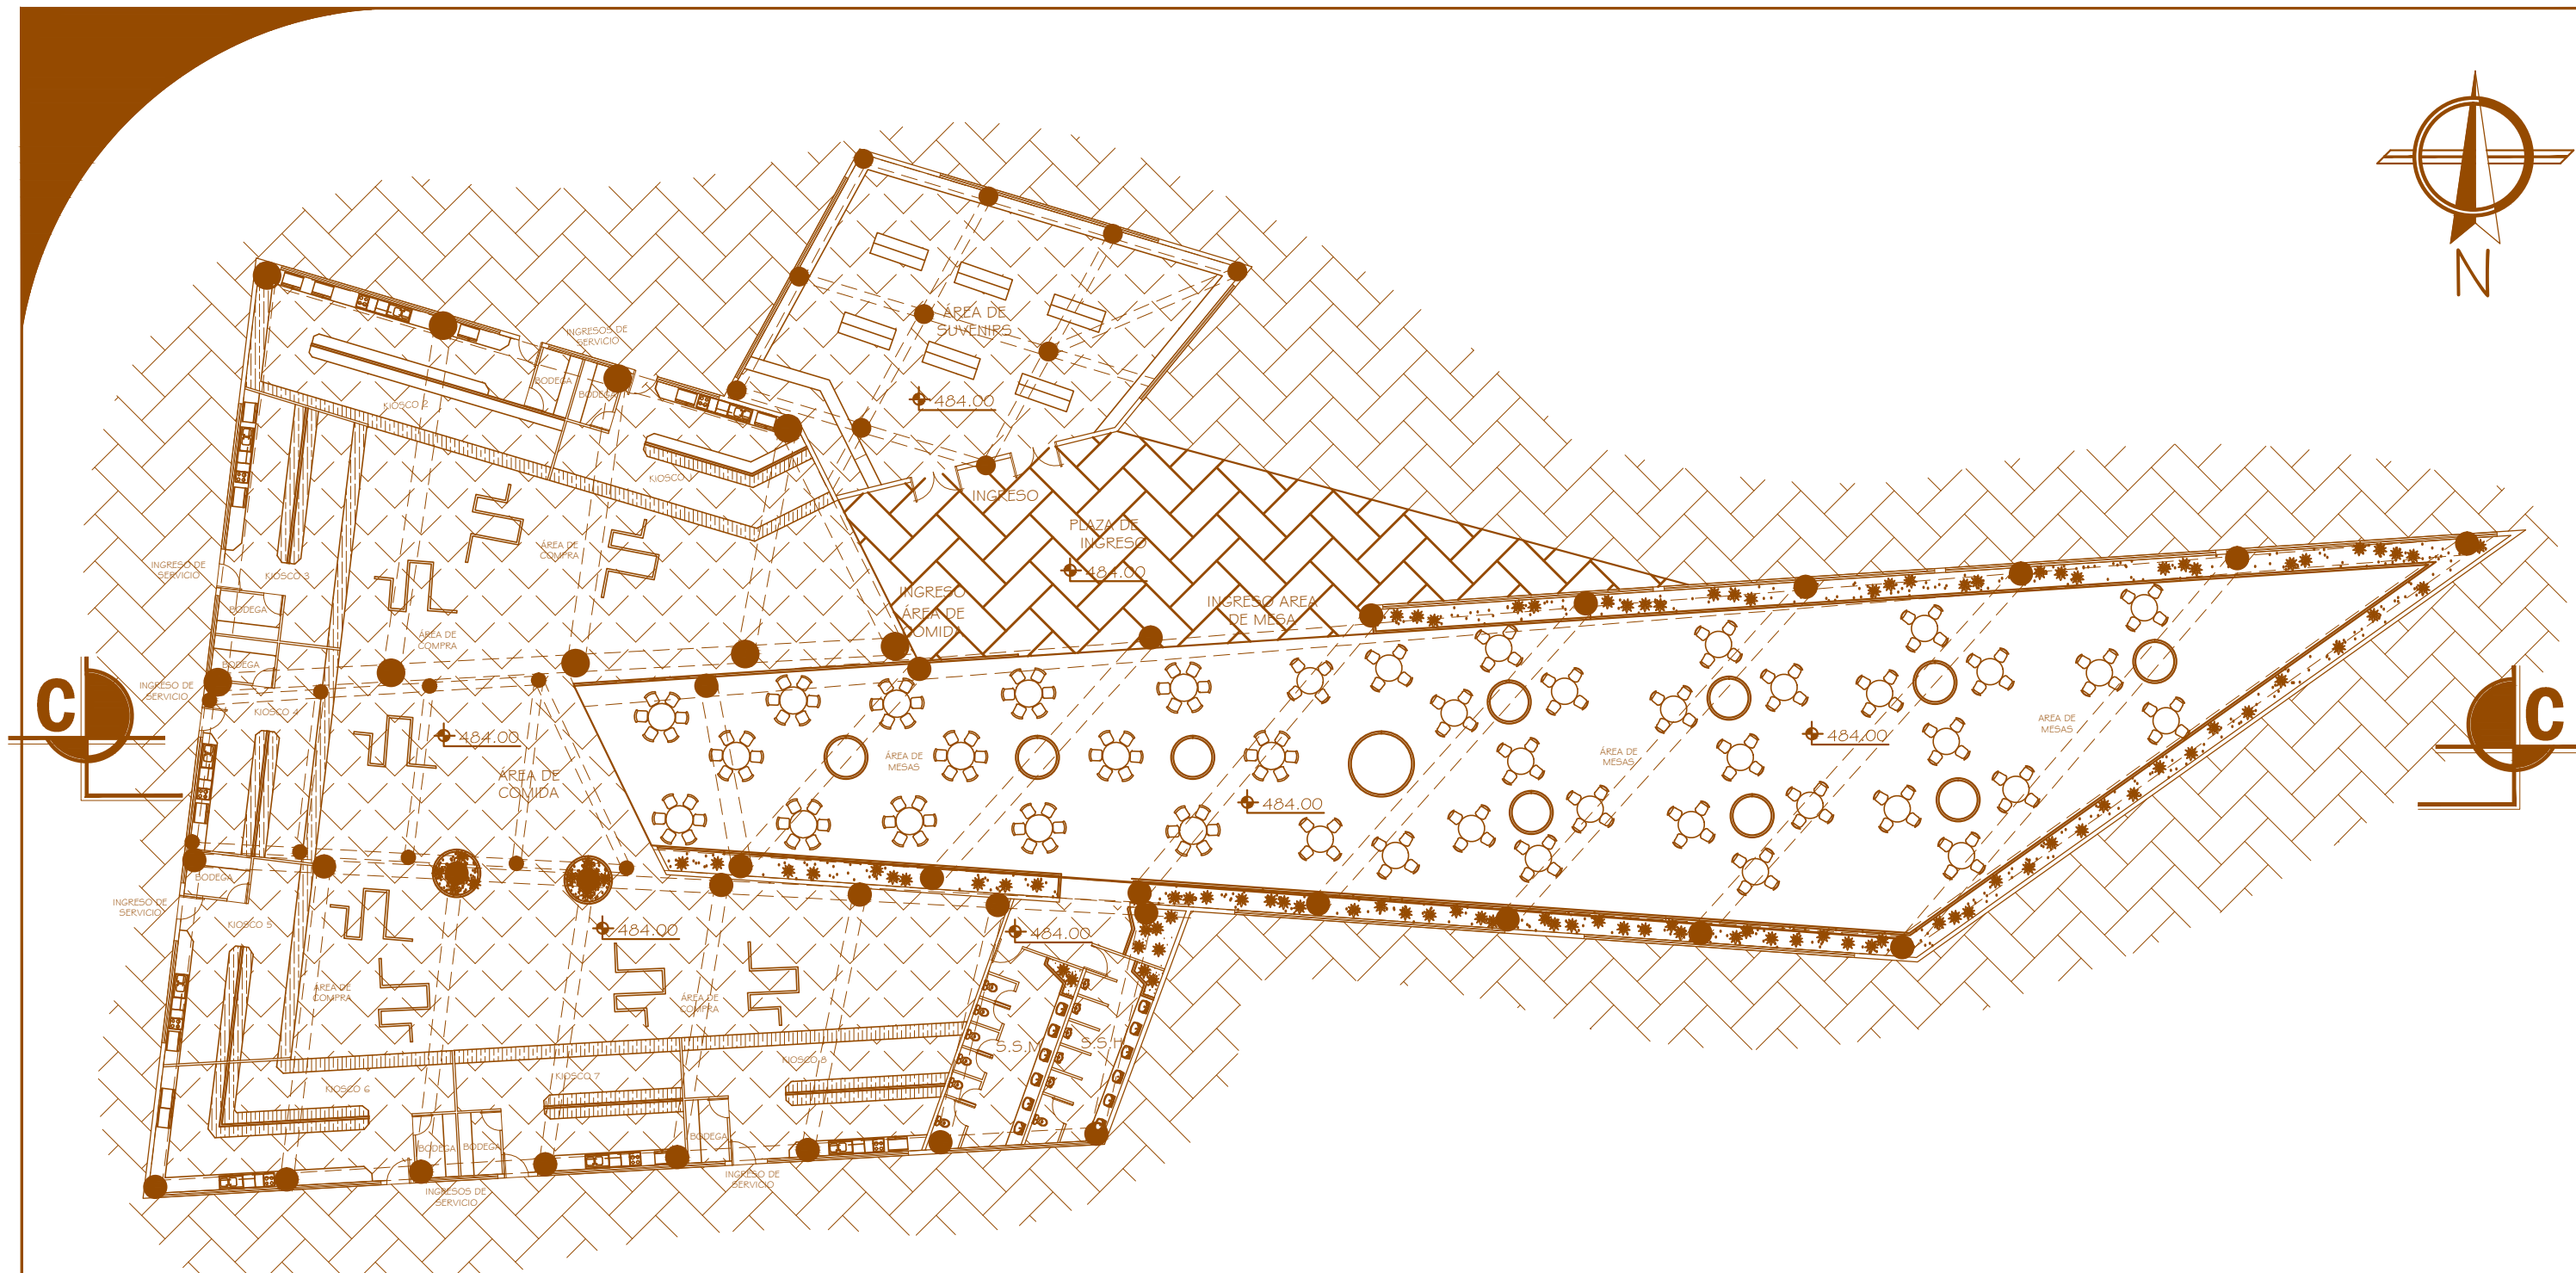 N
ÁREA DE
SUVENIRS
484.00
INGRESOS DE
SERVICIO
BODEGA
BODEGA
KIOSCO 2
KIOSCO 1
INGRESO
PLAZA DE
INGRESO
484.00
ÁREA DE
COMPRA
INGRESO DE
SERVICIO
KIOSCO 3
BODEGA
INGRESO
ÁREA DE
COMIDA
INGRESO AREA
DE MESA
ÁREA DE
COMPRA
BODEGA
INGRESO DE
SERVICIO
KIOSCO 4
C
C
484.00
ÁREA DE
COMIDA
ÁREA DE
MESAS
484.00
ÁREA DE
MESAS
484.00
AREA DE
MESAS
BODEGA
INGRESO DE
SERVICIO
KIOSCO 5
484.00
484.00
ÁREA DE
COMPRA
ÁREA DE
COMPRA
S.S.M
S.S.H
KIOSCO 6
KIOSCO 7
KIOSCO 8
BODEGA
BODEGA
BODEGA
INGRESOS DE
SERVICIO
INGRESO DE
SERVICIO